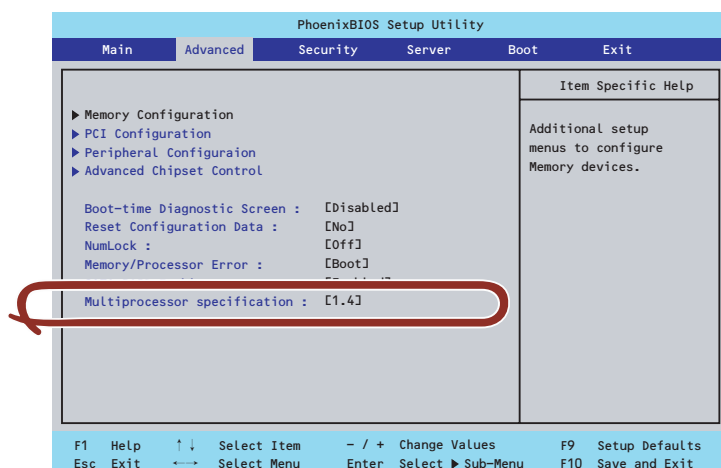 PhoenixBIOS Setup Utility
Main Advanced Security Server Boot Exit
Item Specific Help
▶ Memory Configuration
▶ PCI Configuration
▶ Peripheral Configuraion
▶ Advanced Chipset Control
Additional setup
menus to configure
Memory devices.
Boot-time Diagnostic Screen : [Disabled]
Reset Configuration Data : [No]
NumLock : [Off]
Memory/Processor Error : [Boot]
Multiprocessor specification : [1.4]
F1 Help ↑↓ Select Item - / + Change Values F9 Setup Defaults
Esc Exit ←→ Select Menu Enter Select ▶ Sub-Menu F10 Save and Exit